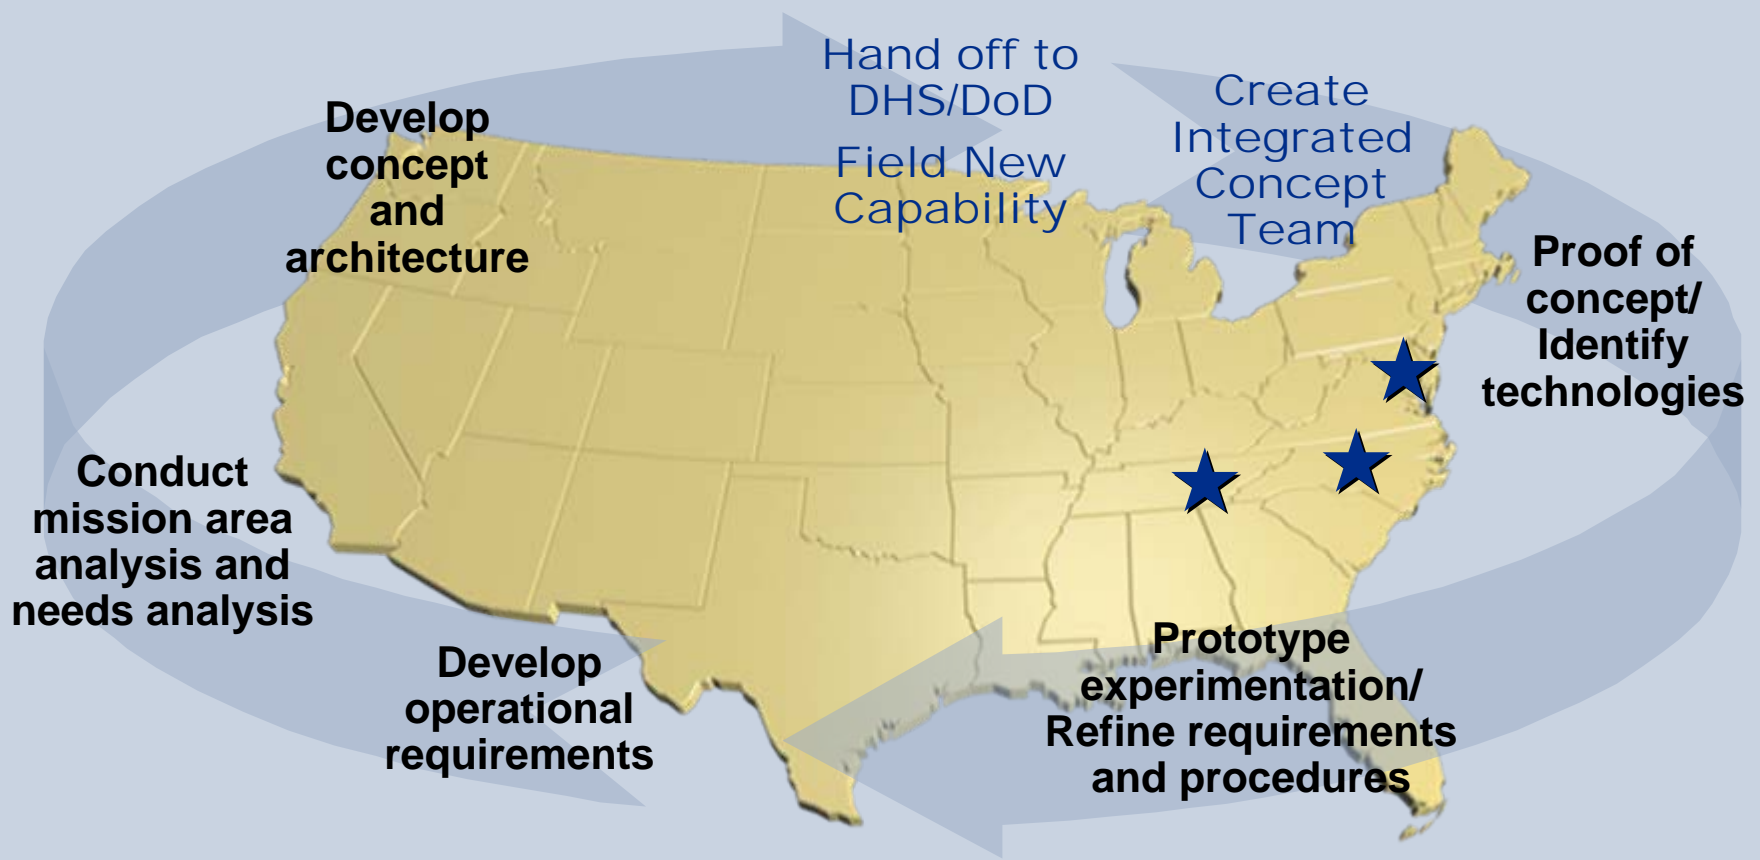 Hand off to
DHS/DoD
Field New
Capability
Create
Integrated
Concept
Team
Develop
concept
and
architecture
Proof of
concept/
Identify
technologies
Conduct
mission area
analysis and
needs analysis
Develop
operational
requirements
Prototype
experimentation/
Refine requirements
and procedures